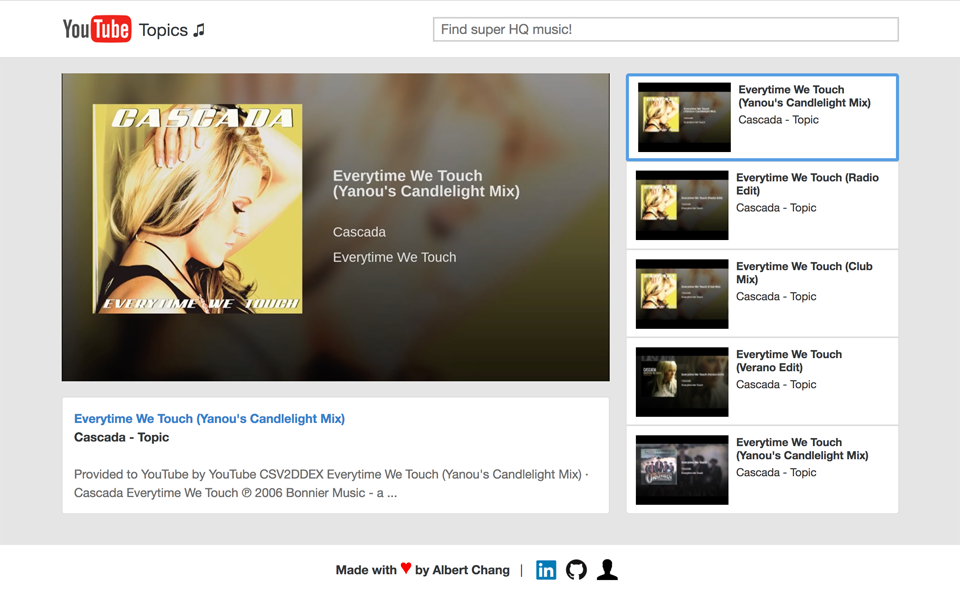 YouTube Topics ♫
Find super HQ music!
CASCADA
EVERYTIME WE TOUCH
Everytime We Touch
(Yanou's Candlelight Mix)
Cascada
Everytime We Touch
Everytime We Touch (Yanou's Candlelight Mix)
Cascada - Topic
Provided to YouTube by YouTube CSV2DDEX Everytime We Touch (Yanou's Candlelight Mix) ·
Cascada Everytime We Touch ℗ 2006 Bonnier Music - a ...
Everytime We Touch
(Yanou's Candlelight Mix)
Cascada - Topic
Everytime We Touch (Radio
Edit)
Cascada - Topic
Everytime We Touch (Club
Mix)
Cascada - Topic
Everytime We Touch
(Verano Edit)
Cascada - Topic
Everytime We Touch
(Yanou's Candlelight Mix)
Cascada - Topic
Made with ♥ by Albert Chang |
in